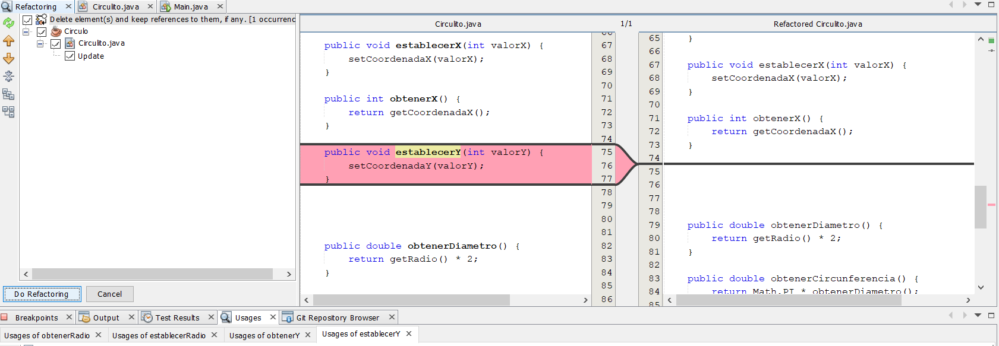 Refactoring
Circulito.java
Main.java
Delete element(s) and keep references to them, if any. [1 occurrenc
Circulo
Circulito.java
Update
Do Refactoring
Cancel
Circulito.java
1/1
Refactored Circulito.java
66
67 public void establecerX(int valorX) {
68 setCoordenadaX(valorX);
69 }
70
71 public int obtenerX() {
72 return getCoordenadaX();
73 }
74
75 public void establecerY(int valorY) {
76 setCoordenadaY(valorY);
77 }
78
79
80
81
82 public double obtenerDiametro() {
83 return getRadio() * 2;
84 }
85
86
65 }
66
67 public void establecerX(int valorX) {
68 setCoordenadaX(valorX);
69 }
70
71 public int obtenerX() {
72 return getCoordenadaX();
73 }
74
75
76
77
78
79 public double obtenerDiametro() {
80 return getRadio() * 2;
81 }
82
83 public double obtenerCircunferencia() {
84 return Math.PI * obtenerDiametro();
85
Breakpoints
Output
Test Results
Usages
Git Repository Browser
Usages of obtenerRadio
Usages of establecerRadio
Usages of obtenerY
Usages of establecerY